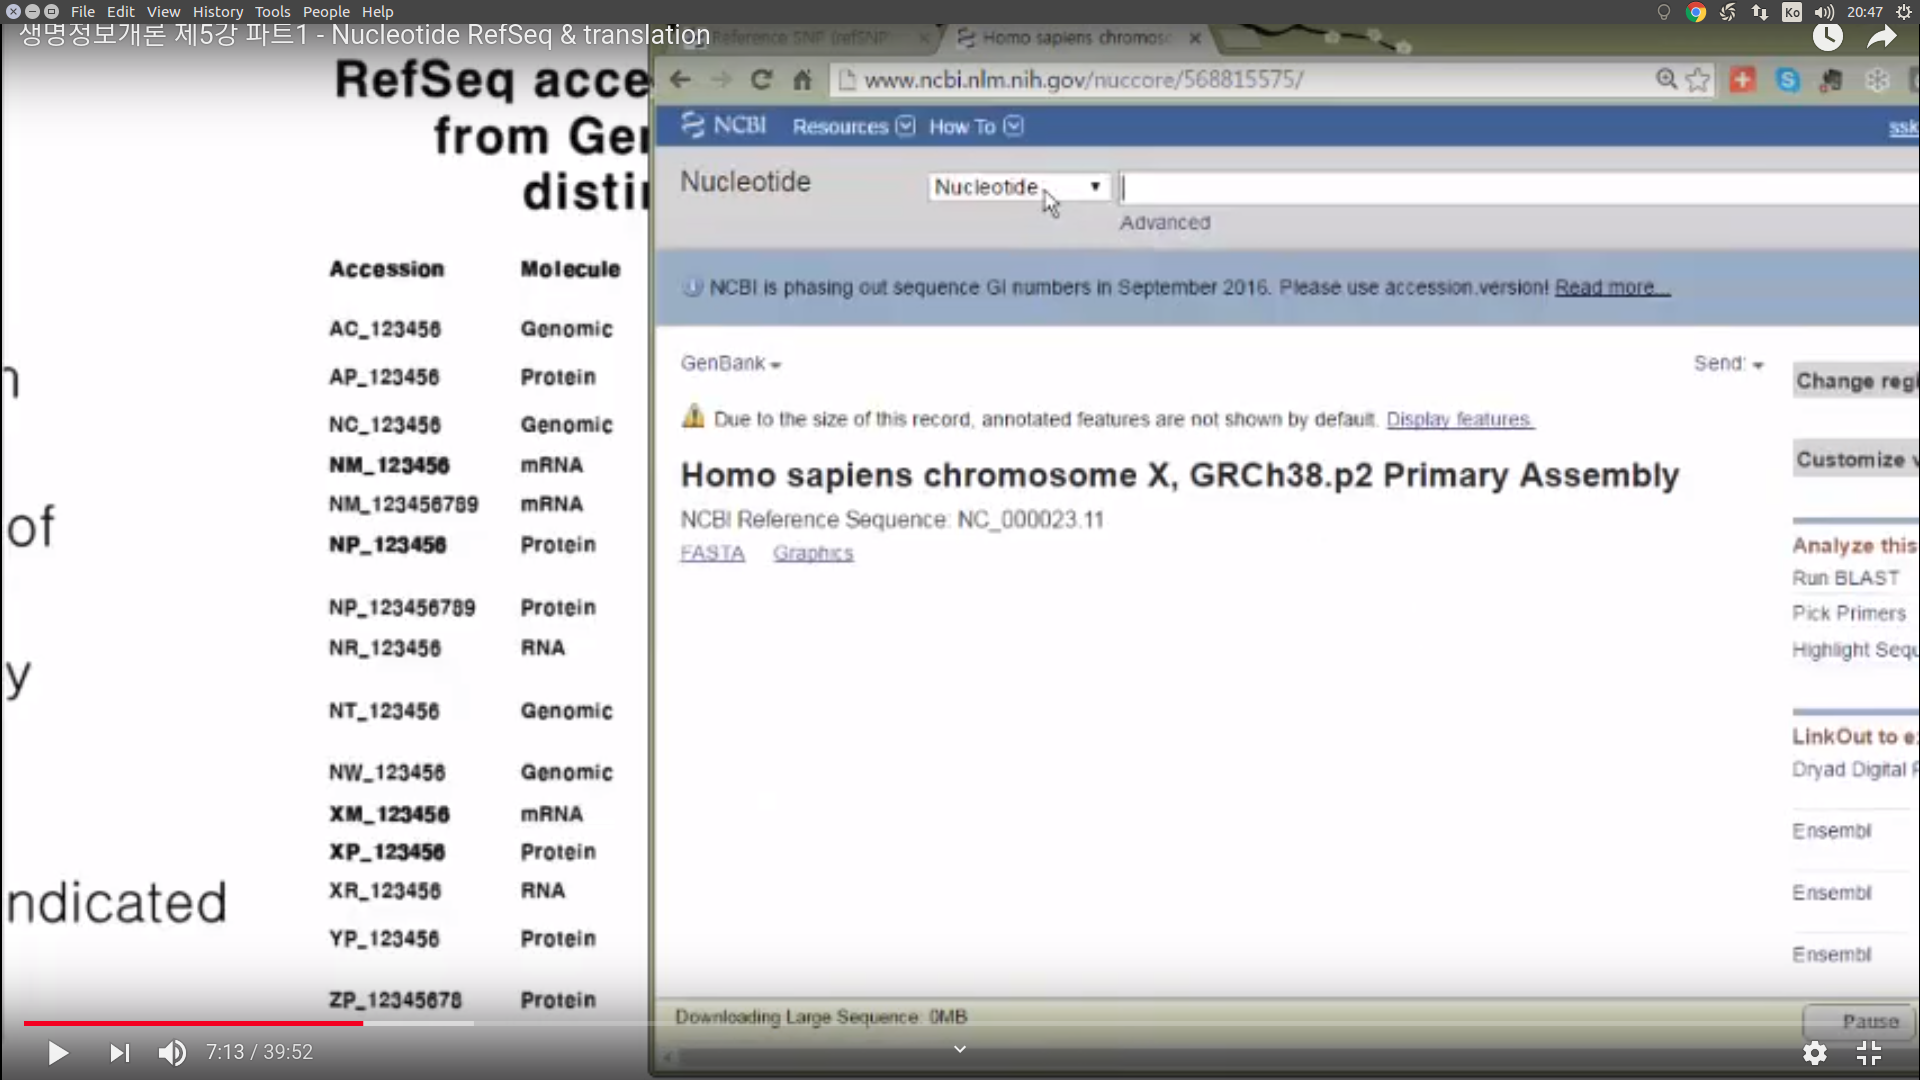 File Edit View History Tools People Help
Ko
20:47
생명정보개론 제5강 파트1 - Nucleotide RefSeq & translation
RefSeq acce
from Ge
disti
Accession Molecule
AC_123456 Genomic
AP_123456 Protein
NC_123456 Genomic
NM_123456 mRNA
NM_123456789 mRNA
NP_123456 Protein
NP_123456789 Protein
NR_123456 RNA
NT_123456 Genomic
NW_123456 Genomic
XM_123456 mRNA
XP_123456 Protein
XR_123456 RNA
YP_123456 Protein
ZP_12345678 Protein
of
y
ndicated
Reference SNP (refSNP
Homo sapiens chromos
www.ncbi.nlm.nih.gov/nuccore/568815575/
NCBI Resources How To
ssk
Nucleotide
Nucleotide
Advanced
NCBI is phasing out sequence GI numbers in September 2016. Please use accession.version! Read more...
GenBank
Send:
Due to the size of this record, annotated features are not shown by default. Display features.
Homo sapiens chromosome X, GRCh38.p2 Primary Assembly
NCBI Reference Sequence: NC_000023.11
FASTA Graphics
Change regi
Customize v
Analyze this
Run BLAST
Pick Primers
Highlight Sequ
LinkOut to e
Dryad Digital
Ensembl
Ensembl
Ensembl
Downloading Large Sequence: 0MB
Pause
7:13 / 39:52